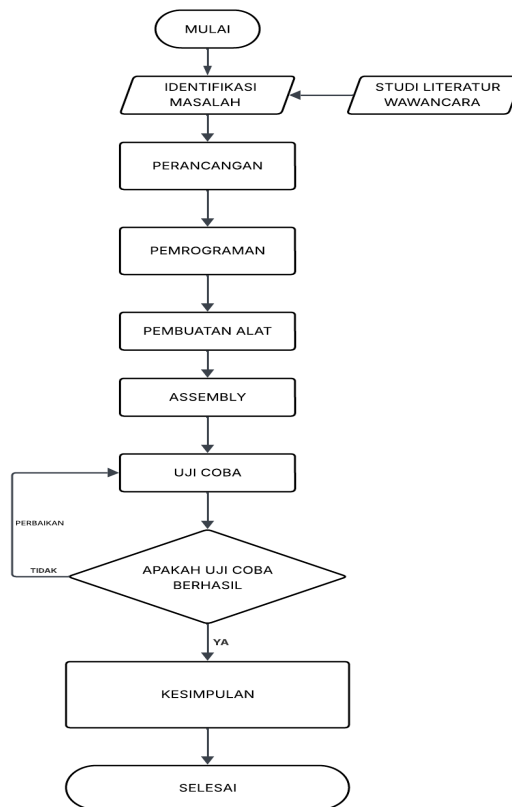 MULAI
IDENTIFIKASI
MASALAH
STUDI LITERATUR
WAWANCARA
PERANCANGAN
PEMROGRAMAN
PEMBUATAN ALAT
ASSEMBLY
UJI COBA
PERBAIKAN
TIDAK
APAKAH UJI COBA
BERHASIL
YA
KESIMPULAN
SELESAI